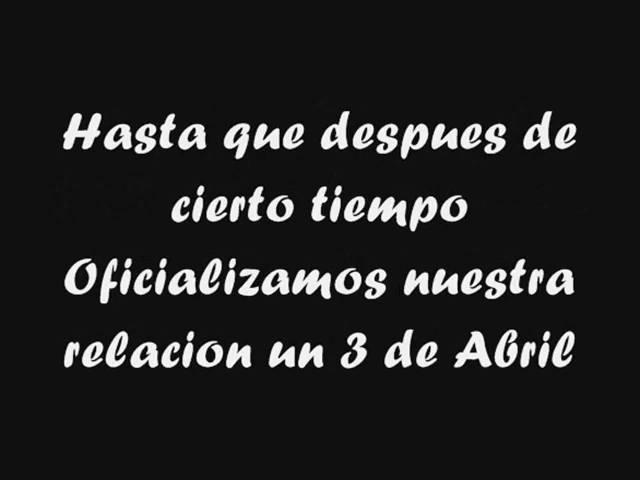 Hasta que despues de
cierto tiempo
Oficializamos nuestra
relacion un 3 de Abril